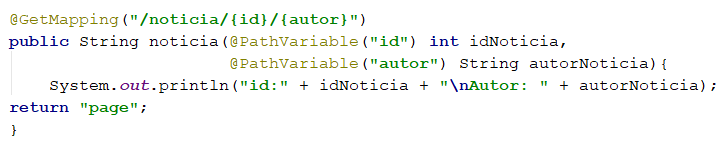 @GetMapping("/noticia/{id}/{autor}")
public String noticia(@PathVariable("id") int idNoticia,
                      @PathVariable("autor") String autorNoticia){
    System.out.println("id:" + idNoticia + "\nAutor: " + autorNoticia);
return "page";
}